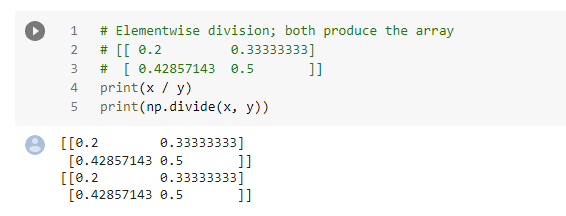 1 # Elementwise division; both produce the array
2 # [[ 0.2         0.33333333]
3 #  [ 0.42857143  0.5       ]]
4 print(x / y)
5 print(np.divide(x, y))
[[0.2        0.33333333]
 [0.42857143 0.5       ]]
[[0.2        0.33333333]
 [0.42857143 0.5       ]]